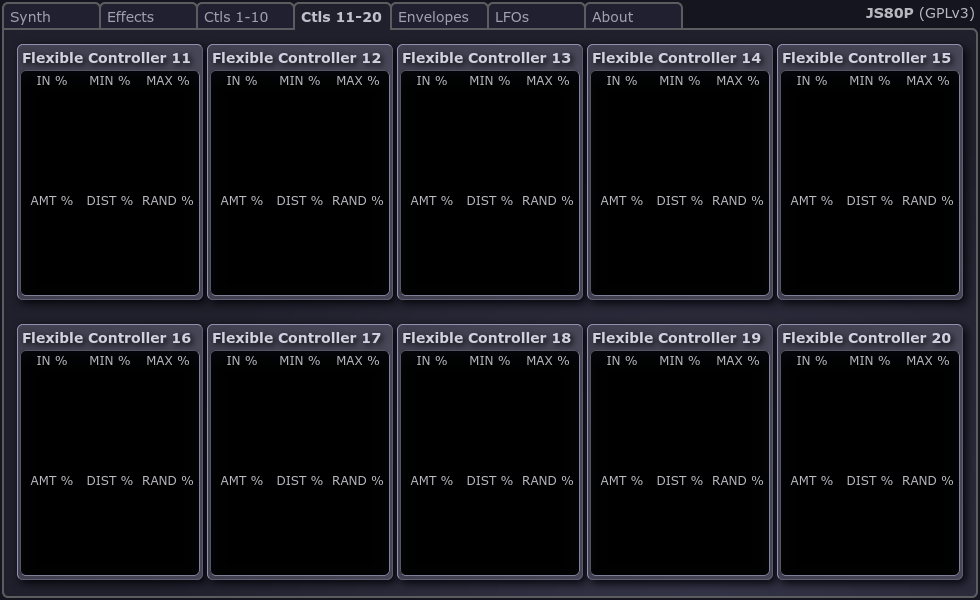 Synth Effects Ctls 1-10 Ctls 11-20 Envelopes LFOs About JS80P (GPLv3)
Flexible Controller 11 Flexible Controller 12 Flexible Controller 13 Flexible Controller 14 Flexible Controller 15
IN % MIN % MAX % IN % MIN % MAX % IN % MIN % MAX % IN % MIN % MAX % IN % MIN % MAX %
AMT % DIST % RAND % AMT % DIST % RAND % AMT % DIST % RAND % AMT % DIST % RAND % AMT % DIST % RAND %
Flexible Controller 16 Flexible Controller 17 Flexible Controller 18 Flexible Controller 19 Flexible Controller 20
IN % MIN % MAX % IN % MIN % MAX % IN % MIN % MAX % IN % MIN % MAX % IN % MIN % MAX %
AMT % DIST % RAND % AMT % DIST % RAND % AMT % DIST % RAND % AMT % DIST % RAND % AMT % DIST % RAND %